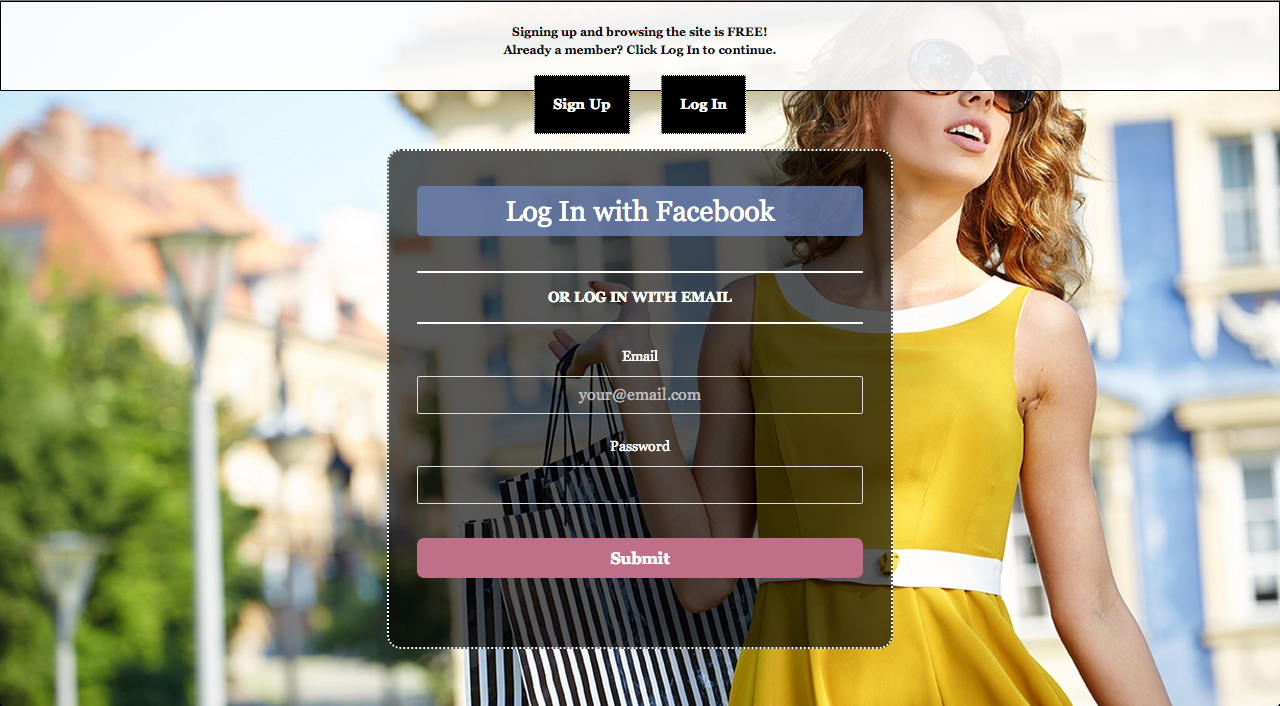 Signing up and browsing the site is FREE!
Already a member? Click Log In to continue.
Sign Up
Log In
Log In with Facebook
OR LOG IN WITH EMAIL
Email
your@email.com
Password
Submit